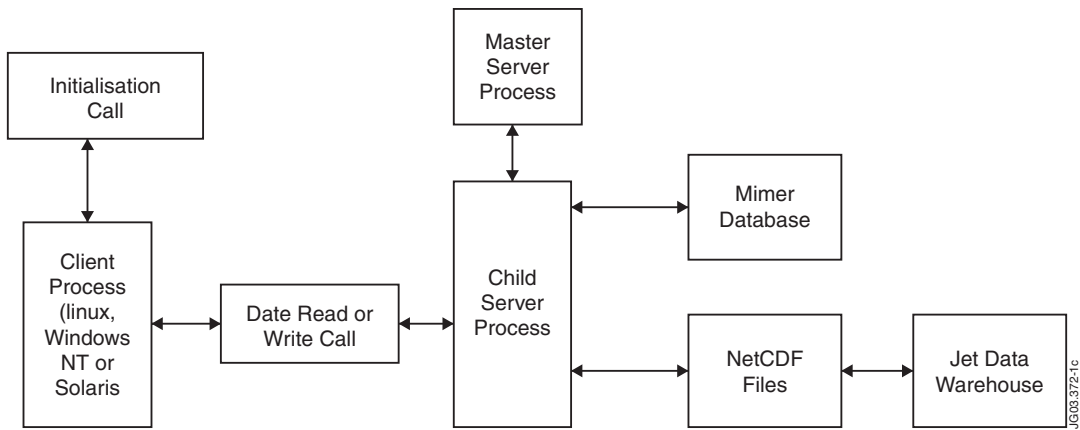 Master
Server
Process
Initialisation
Call
Mimer
Database
Client
Process
(linux,
Windows
NT or
Solaris
Date Read or
Write Call
Child
Server
Process
NetCDF
Files
Jet Data
Warehouse
JG03.372-1c